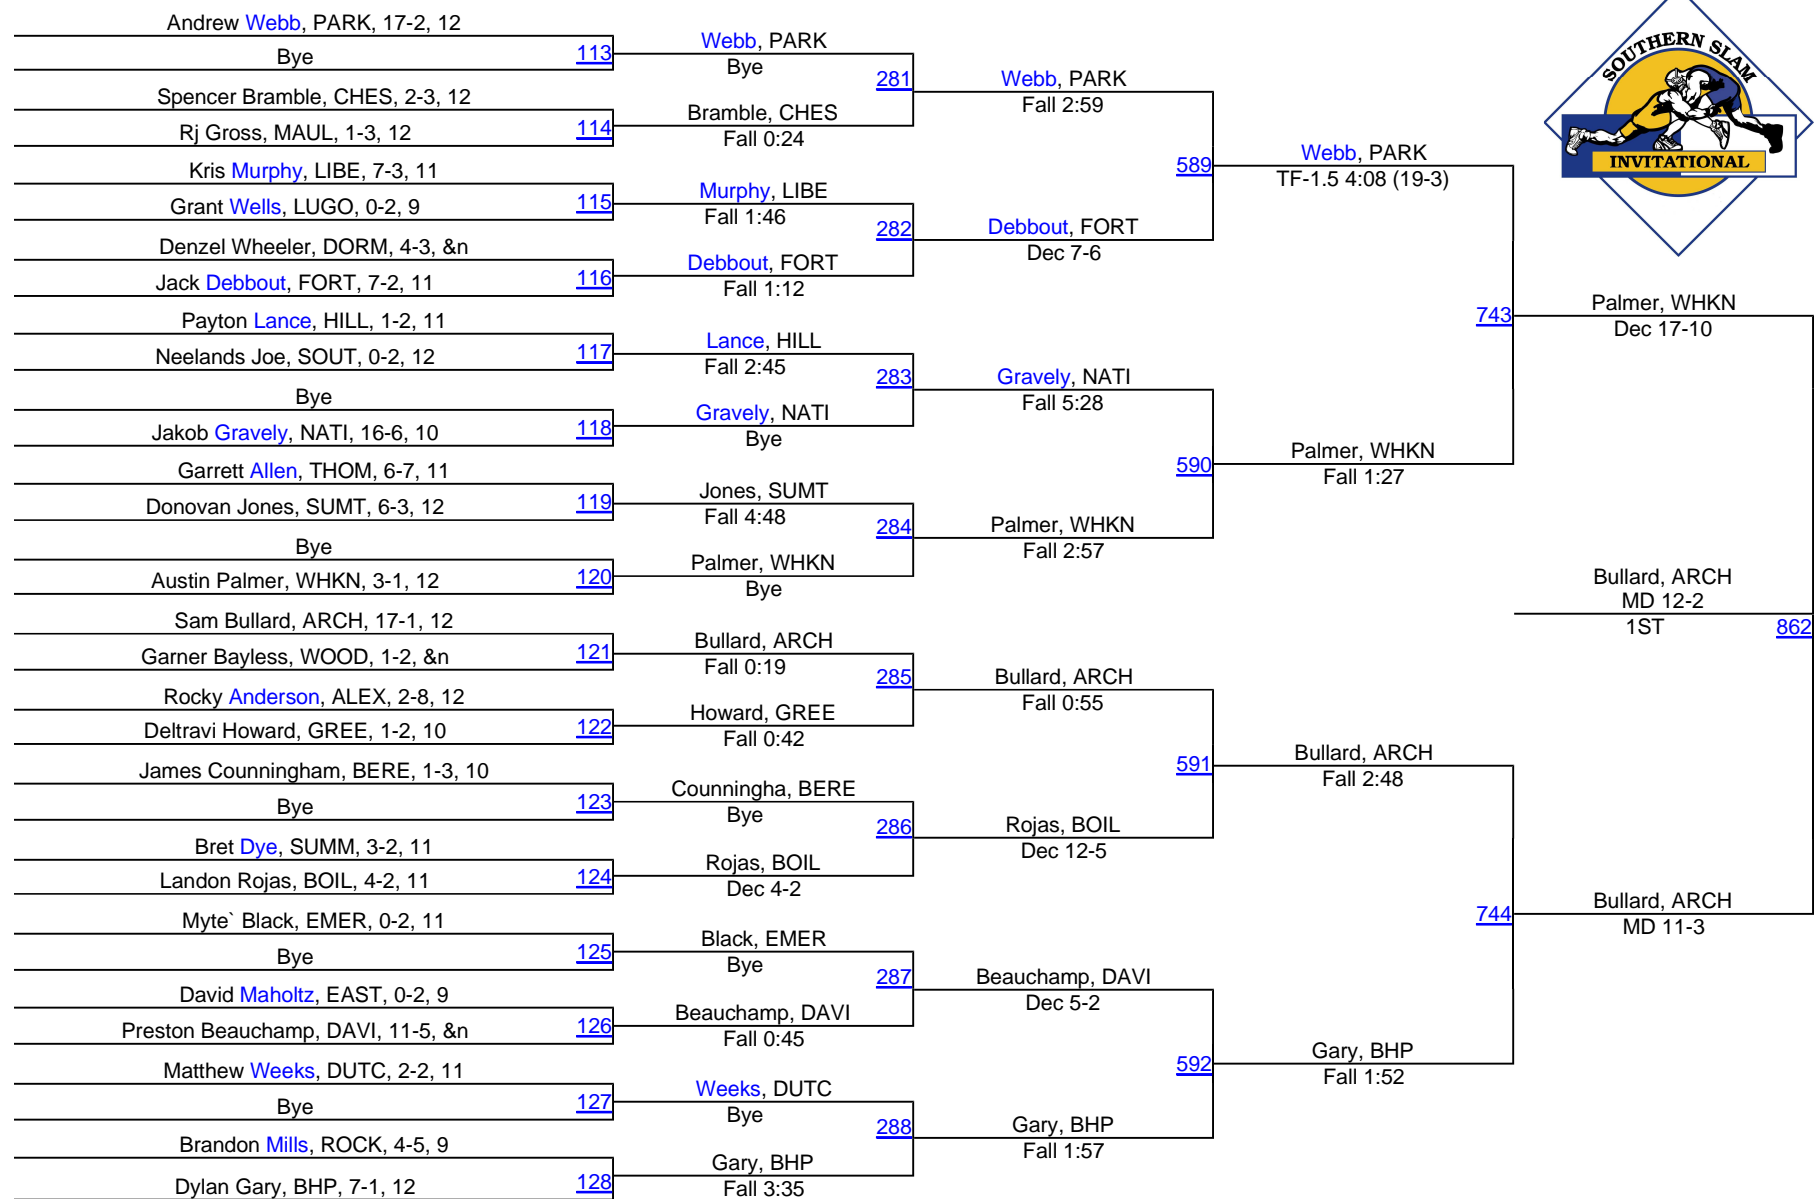 Andrew Webb, PARK, 17-2, 12
Bye
113
Spencer Bramble, CHES, 2-3, 12
Rj Gross, MAUL, 1-3, 12
114
Kris Murphy, LIBE, 7-3, 11
Grant Wells, LUGO, 0-2, 9
115
Denzel Wheeler, DORM, 4-3, &n
Jack Debbout, FORT, 7-2, 11
116
Payton Lance, HILL, 1-2, 11
Neelands Joe, SOUT, 0-2, 12
117
Bye
Jakob Gravely, NATI, 16-6, 10
118
Garrett Allen, THOM, 6-7, 11
Donovan Jones, SUMT, 6-3, 12
119
Bye
Austin Palmer, WHKN, 3-1, 12
120
Sam Bullard, ARCH, 17-1, 12
Garner Bayless, WOOD, 1-2, &n
121
Rocky Anderson, ALEX, 2-8, 12
Deltravi Howard, GREE, 1-2, 10
122
James Counningham, BERE, 1-3, 10
Bye
123
Bret Dye, SUMM, 3-2, 11
Landon Rojas, BOIL, 4-2, 11
124
Myte` Black, EMER, 0-2, 11
Bye
125
David Maholtz, EAST, 0-2, 9
Preston Beauchamp, DAVI, 11-5, &n
126
Matthew Weeks, DUTC, 2-2, 11
Bye
127
Brandon Mills, ROCK, 4-5, 9
Dylan Gary, BHP, 7-1, 12
128
Webb, PARK
Bye
281
Bramble, CHES
Fall 0:24
Murphy, LIBE
Fall 1:46
282
Debbout, FORT
Fall 1:12
Lance, HILL
Fall 2:45
283
Gravely, NATI
Bye
Jones, SUMT
Fall 4:48
284
Palmer, WHKN
Bye
Bullard, ARCH
Fall 0:19
285
Howard, GREE
Fall 0:42
Counningha, BERE
Bye
286
Rojas, BOIL
Dec 4-2
Black, EMER
Bye
287
Beauchamp, DAVI
Fall 0:45
Weeks, DUTC
Bye
288
Gary, BHP
Fall 3:35
Webb, PARK
Fall 2:59
589
Debbout, FORT
Dec 7-6
Gravely, NATI
Fall 5:28
590
Palmer, WHKN
Fall 2:57
Bullard, ARCH
Fall 0:55
591
Rojas, BOIL
Dec 12-5
Beauchamp, DAVI
Dec 5-2
592
Gary, BHP
Fall 1:57
Webb, PARK
TF-1.5 4:08 (19-3)
743
Palmer, WHKN
Fall 1:27
Bullard, ARCH
Fall 2:48
744
Gary, BHP
Fall 1:52
SOUTHERN SLAM
INVITATIONAL
Palmer, WHKN
Dec 17-10
Bullard, ARCH
MD 12-2
1ST
862
Bullard, ARCH
MD 11-3